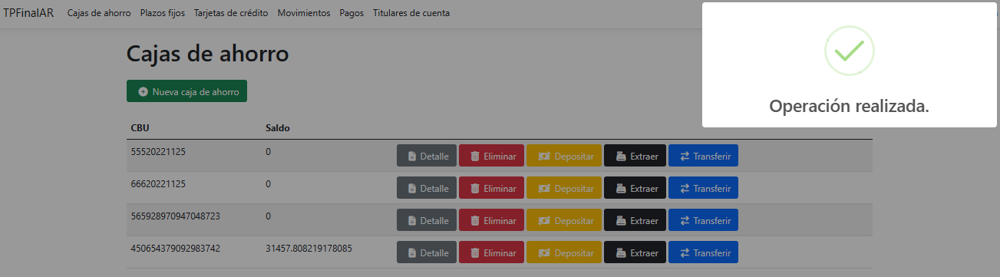 TPFinalAR Cajas de ahorro Plazos fijos Tarjetas de crédito Movimientos Pagos Titulares de cuenta
Operación realizada.
Cajas de ahorro
Nueva caja de ahorro
CBU Saldo
55520221125 0 Detalle Eliminar Depositar Extraer Transferir
66620221125 0 Detalle Eliminar Depositar Extraer Transferir
565928970947048723 0 Detalle Eliminar Depositar Extraer Transferir
450654379092983742 31457.808219178085 Detalle Eliminar Depositar Extraer Transferir